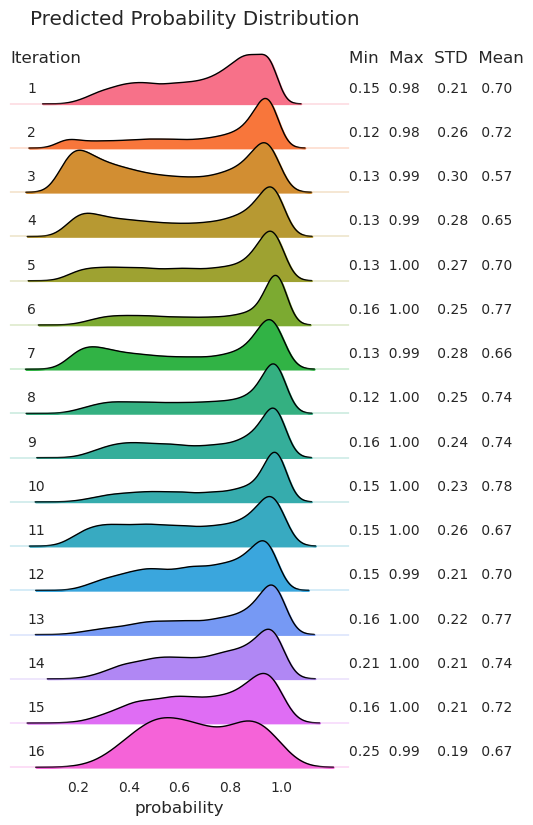 Predicted Probability Distribution
Iteration Min Max STD Mean
1 0.15 0.98 0.21 0.70
2 0.12 0.98 0.26 0.72
3 0.13 0.99 0.30 0.57
4 0.13 0.99 0.28 0.65
5 0.13 1.00 0.27 0.70
6 0.16 1.00 0.25 0.77
7 0.13 0.99 0.28 0.66
8 0.12 1.00 0.25 0.74
9 0.16 1.00 0.24 0.74
10 0.15 1.00 0.23 0.78
11 0.15 1.00 0.26 0.67
12 0.15 0.99 0.21 0.70
13 0.16 1.00 0.22 0.77
14 0.21 1.00 0.21 0.74
15 0.16 1.00 0.21 0.72
16 0.25 0.99 0.19 0.67
0.2 0.4 0.6 0.8 1.0
probability